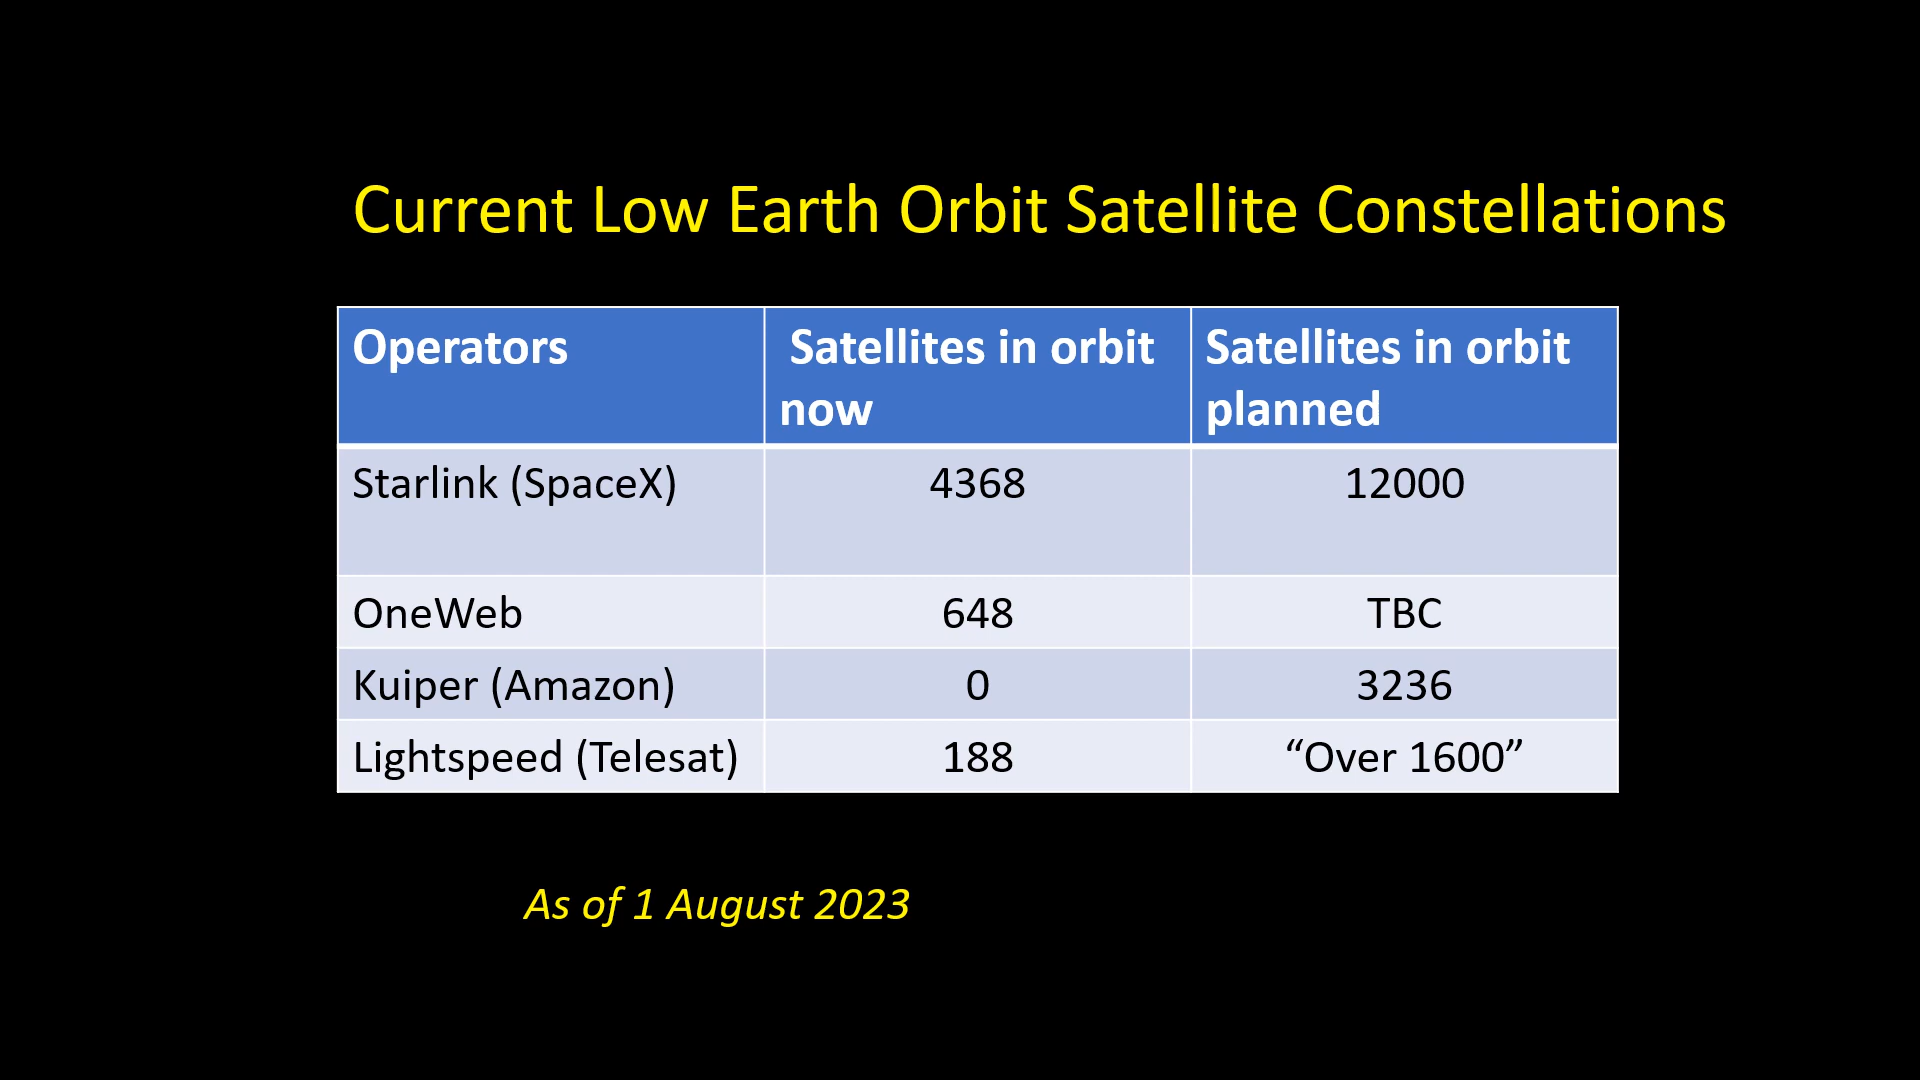 Current Low Earth Orbit Satellite Constellations
Operators
Satellites in orbit
now
Satellites in orbit
planned
Starlink (SpaceX)
4368
12000
OneWeb
648
TBC
Kuiper (Amazon)
0
3236
Lightspeed (Telesat)
188
“Over 1600”
As of 1 August 2023